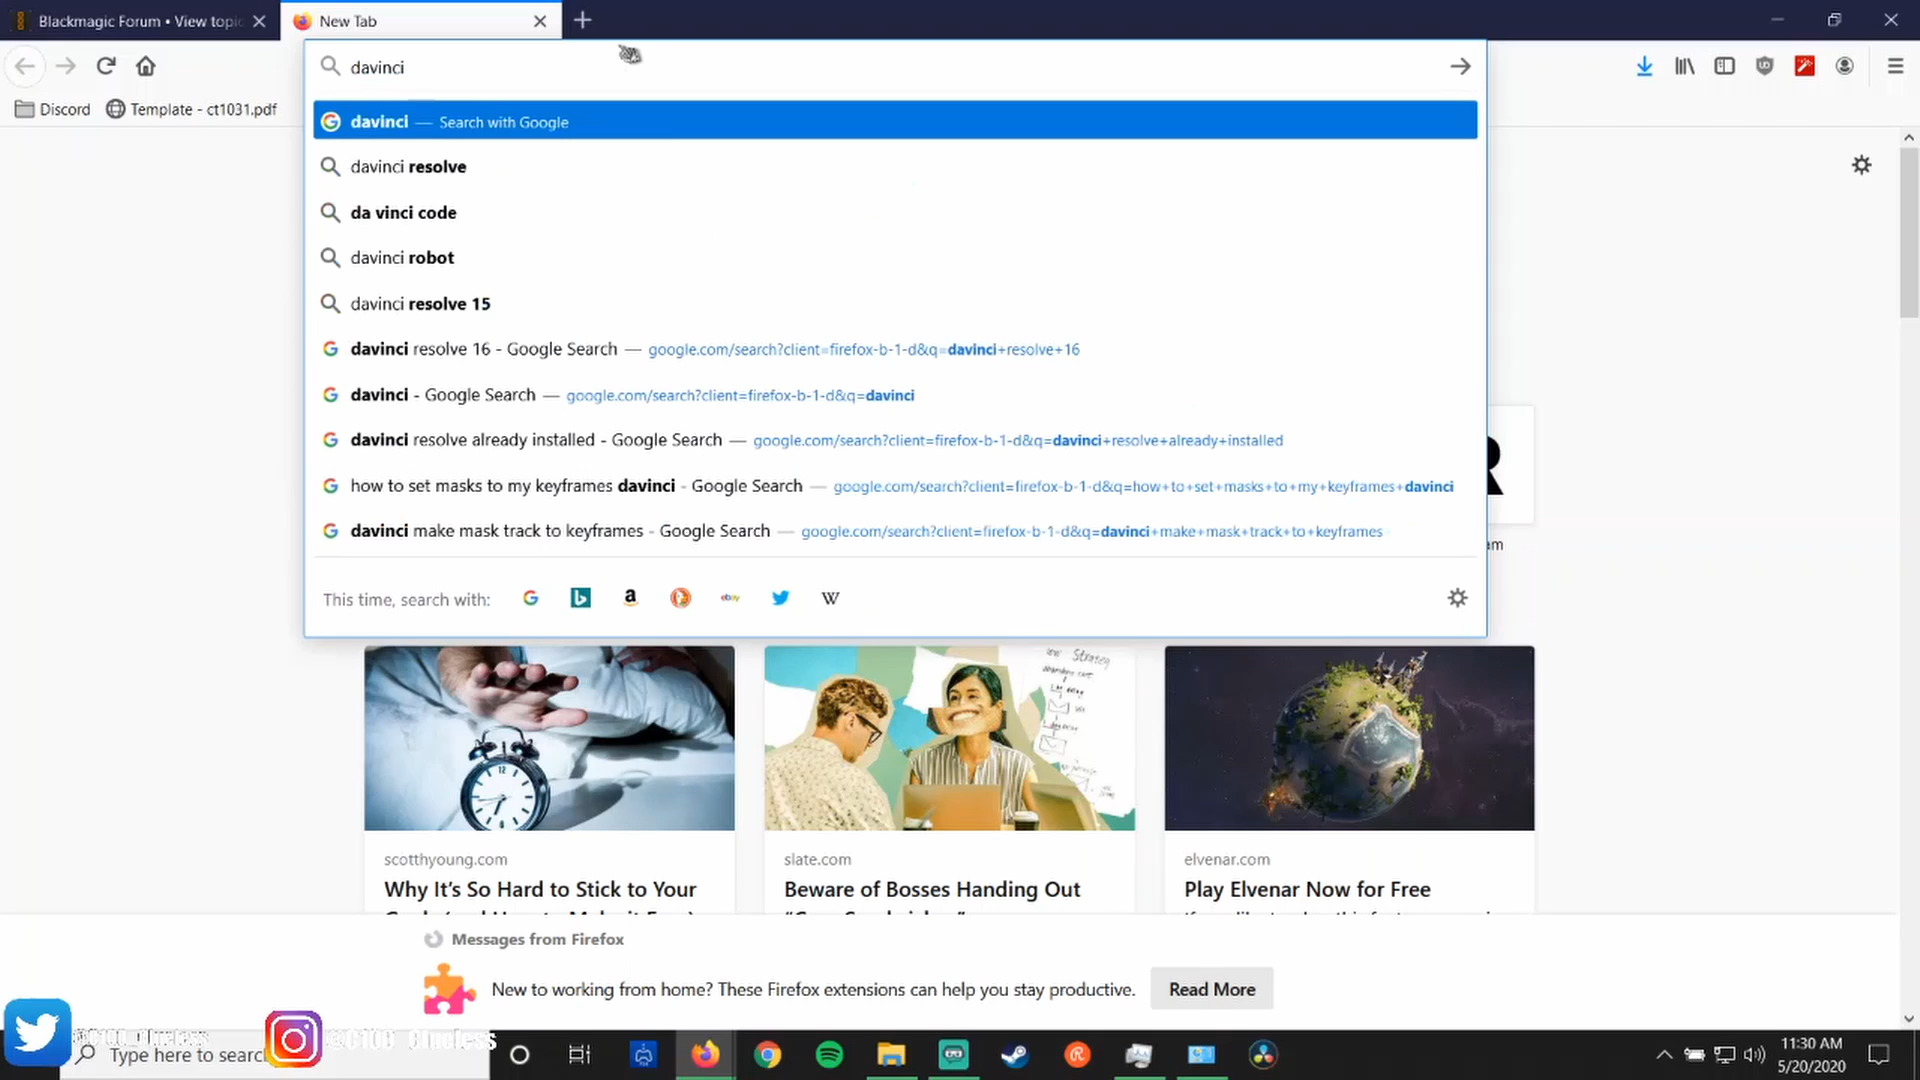 Blackmagic Forum • View topic
New Tab
davinci
Discord
Template - ct1031.pdf
davinci — Search with Google
davinci resolve
da vinci code
davinci robot
davinci resolve 15
davinci resolve 16 - Google Search — google.com/search?client=firefox-b-1-d&q=davinci+resolve+16
davinci - Google Search — google.com/search?client=firefox-b-1-d&q=davinci
davinci resolve already installed - Google Search — google.com/search?client=firefox-b-1-d&q=davinci+resolve+already+installed
how to set masks to my keyframes davinci - Google Search — google.com/search?client=firefox-b-1-d&q=how+to+set+masks+to+my+keyframes+davinci
davinci make mask track to keyframes - Google Search — google.com/search?client=firefox-b-1-d&q=davinci+make+mask+track+to+keyframes
R
am
This time, search with:
scotthyoung.com
slate.com
elvenar.com
Why It's So Hard to Stick to Your
Beware of Bosses Handing Out
Play Elvenar Now for Free
Messages from Firefox
New to working from home? These Firefox extensions can help you stay productive.
Read More
Type here to search
11:30 AM
5/20/2020